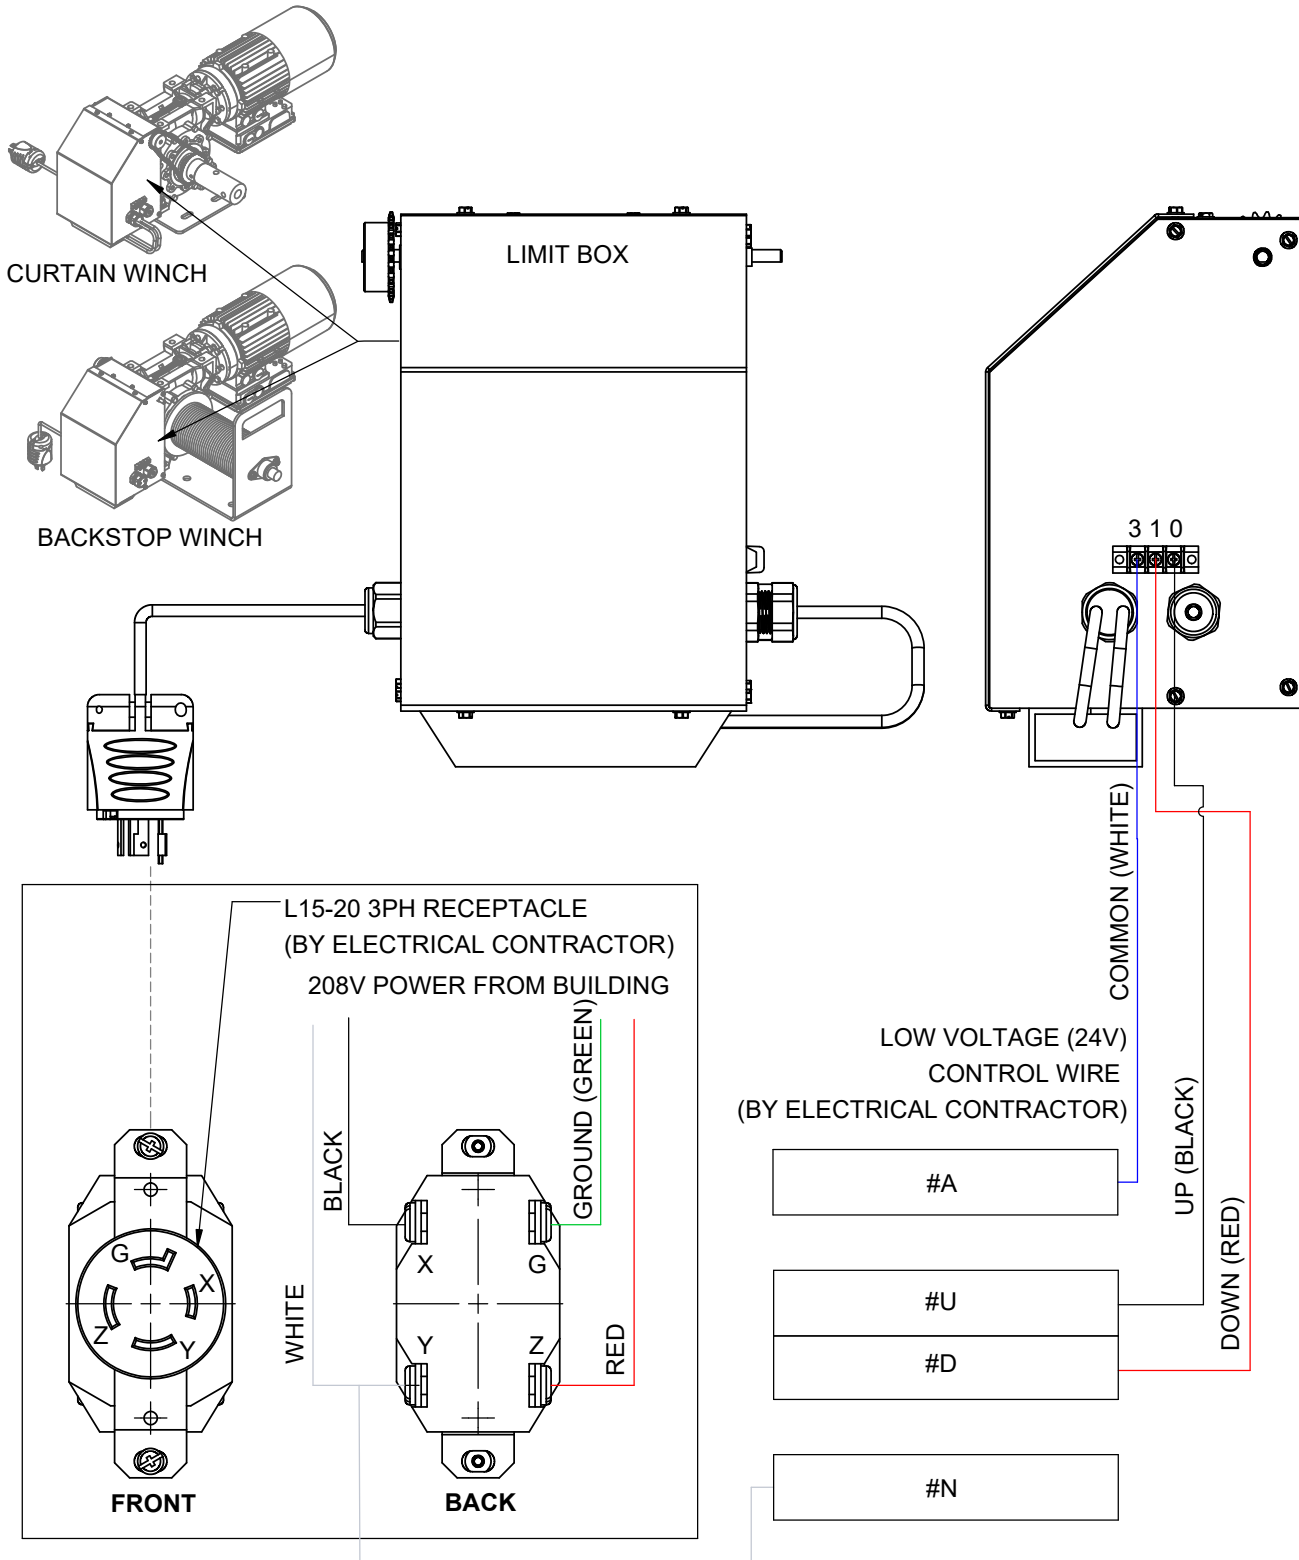 CURTAIN WINCH
LIMIT BOX
BACKSTOP WINCH
3 1 0
L15-20 3PH RECEPTACLE
(BY ELECTRICAL CONTRACTOR)
208V POWER FROM BUILDING
BLACK
WHITE
GROUND (GREEN)
RED
G
X
Z
Y
FRONT
X
G
Y
Z
BACK
COMMON (WHITE)
LOW VOLTAGE (24V)
CONTROL WIRE
(BY ELECTRICAL CONTRACTOR)
UP (BLACK)
DOWN (RED)
#A
#U
#D
#N